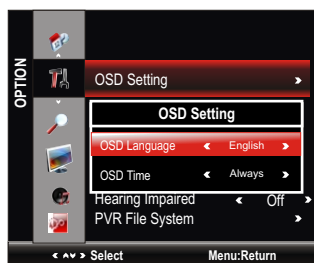 OPTION
OSD Setting
OSD Setting
OSD Language English
OSD Time Always
Hearing Impaired Off
PVR File System
Select Menu:Return